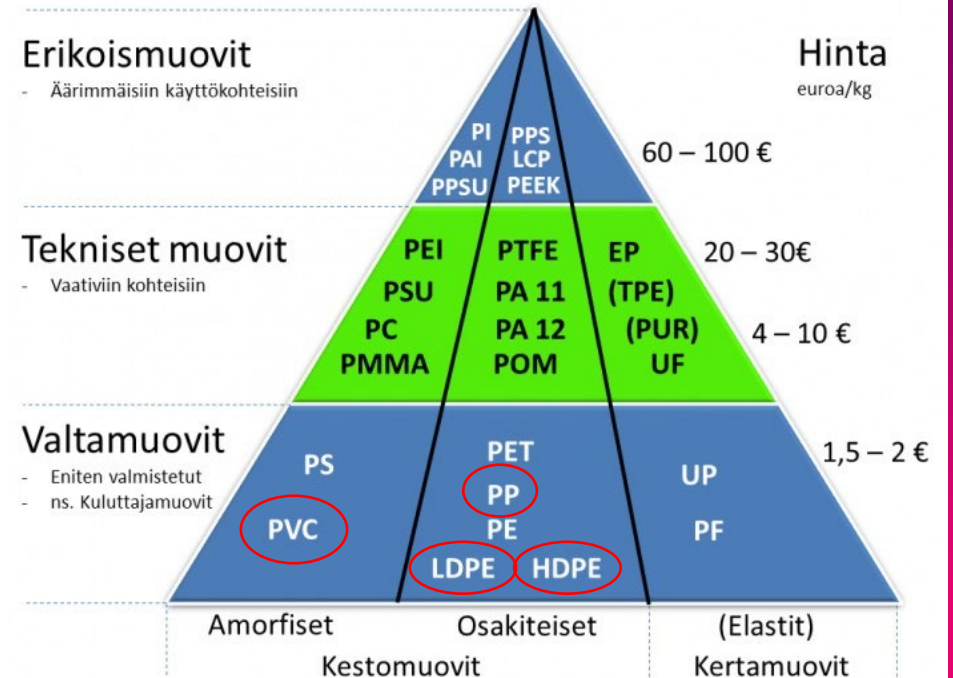 Erikoismuovit
- Äärimmäisiin käyttökohteisiin
Hinta
euroa/kg
PI
PAI
PPSU
PPS
LCP
PEEK
60 – 100 €
Tekniset muovit
- Vaativiin kohteisiin
PEI
PSU
PC
PMMA
PTFE
PA 11
PA 12
POM
EP
(TPE)
(PUR)
UF
20 – 30€
4 – 10 €
Valtamuovit
- Eniten valmistetut
- ns. Kuluttajamuovit
PS
PVC
PET
PP
PE
LDPE HDPE
UP
PF
1,5 – 2 €
Amorfiset Osakiteiset (Elastit)
Kestomuovit Kertamuovit